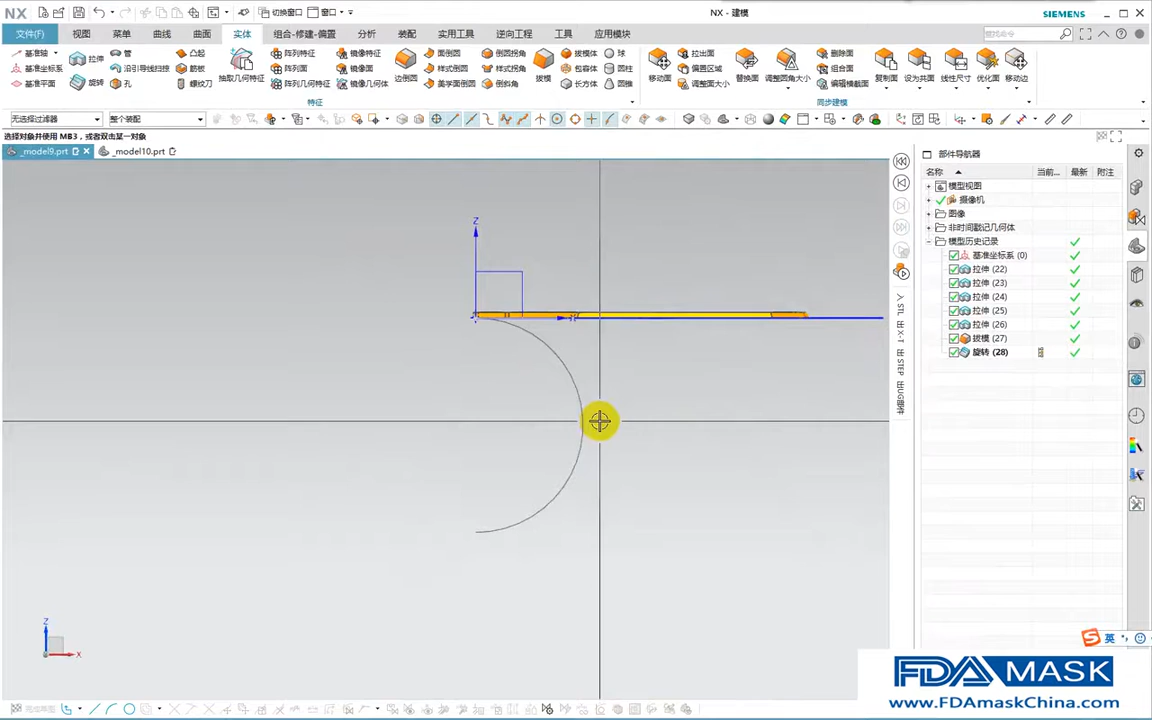 NX
切换窗口
窗口
NX - 建模
SIEMENS
文件(F)
视图
菜单
曲线
曲面
实体
组合-修建-偏置
分析
装配
实用工具
逆向工程
工具
应用模块
查找命令
基准轴
基准坐标系
基准平面
拉伸
旋转
管
沿引导线扫掠
孔
凸起
筋板
螺纹刀
抽取几何特征
阵列特征
阵列面
阵列几何特征
镜像特征
镜像面
镜像几何体
边倒圆
面倒圆
样式倒圆
美学面倒圆
倒圆拐角
样式拐角
倒斜角
拔模
拔模体
包容体
长方体
球
圆柱
圆锥
特征
移动面
拉出面
偏置区域
调整面大小
替换面
调整圆角大小
删除面
组合面
编辑横截面
复制面
设为共面
线性尺寸
优化面
移动边
同步建模
无选择过滤器
整个装配
选择对象并使用 MB3，或者双击某一对象
_model9.prt
_model10.prt
Z
Z
X
部件导航器
名称
当前...
最新
附注
模型视图
摄像机
图像
非时间戳记几何体
模型历史记录
基准坐标系 (0)
拉伸 (22)
拉伸 (23)
拉伸 (24)
拉伸 (25)
拉伸 (26)
拔模 (27)
旋转 (28)
英
FDA MASK
www.FDAmaskChina.com